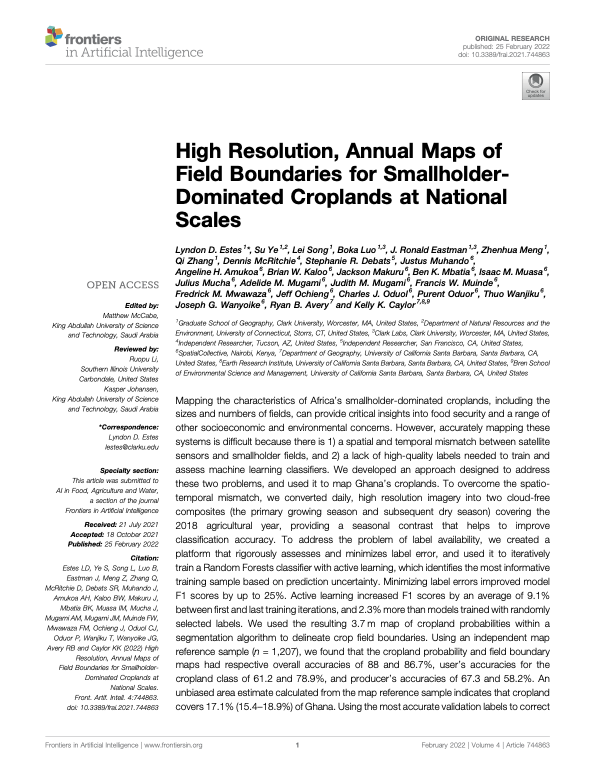 frontiers
in Artificial Intelligence
ORIGINAL RESEARCH
published: 25 February 2022
doi: 10.3389/frai.2021.744863
Check for
updates
High Resolution, Annual Maps of
Field Boundaries for Smallholder-
Dominated Croplands at National
Scales
Lyndon D. Estes 1*, Su Ye 1,2, Lei Song 1, Boka Luo 1,3, J. Ronald Eastman 1,3, Zhenhua Meng 1,
Qi Zhang 1, Dennis McRitchie 4, Stephanie R. Debats 5, Justus Muhando 6,
Angeline H. Amukoa 6, Brian W. Kaloo 6, Jackson Makuru 6, Ben K. Mbatia 6, Isaac M. Muasa 6,
Julius Mucha 6, Adelide M. Mugami 6, Judith M. Mugami 6, Francis W. Muinde 6,
Fredrick M. Mwawaza 6, Jeff Ochieng 6, Charles J. Oduol 6, Purent Oduor 6, Thuo Wanjiku 6,
Joseph G. Wanyoike 6, Ryan B. Avery 7 and Kelly K. Caylor 7,8,9
1Graduate School of Geography, Clark University, Worcester, MA, United States, 2Department of Natural Resources and the
Environment, University of Connecticut, Storrs, CT, United States, 3Clark Labs, Clark University, Worcester, MA, United States,
4Independent Researcher, Tucson, AZ, United States, 5Independent Researcher, San Francisco, CA, United States,
6SpatialCollective, Nairobi, Kenya, 7Department of Geography, University of California Santa Barbara, Santa Barbara, CA,
United States, 8Earth Research Institute, University of California Santa Barbara, Santa Barbara, CA, United States, 9Bren School
of Environmental Science and Management, University of California Santa Barbara, Santa Barbara, CA, United States
OPEN ACCESS
Edited by:
Matthew McCabe,
King Abdullah University of Science
and Technology, Saudi Arabia
Reviewed by:
Ruopu Li,
Southern Illinois University
Carbondale, United States
Kasper Johansen,
King Abdullah University of Science
and Technology, Saudi Arabia
*Correspondence:
Lyndon D. Estes
lestes@clarku.edu
Specialty section:
This article was submitted to
AI in Food, Agriculture and Water,
a section of the journal
Frontiers in Artificial Intelligence
Received: 21 July 2021
Accepted: 18 October 2021
Published: 25 February 2022
Citation:
Estes LD, Ye S, Song L, Luo B,
Eastman J, Meng Z, Zhang Q,
McRitchie D, Debats SR, Muhando J,
Amukoa AH, Kaloo BW, Makuru J,
Mbatia BK, Muasa IM, Mucha J,
Mugami AM, Mugami JM, Muinde FW,
Mwawaza FM, Ochieng J, Oduol CJ,
Oduor P, Wanjiku T, Wanyoike JG,
Avery RB and Caylor KK (2022) High
Resolution, Annual Maps of
Field Boundaries for Smallholder-
Dominated Croplands at
National Scales.
Front. Artif. Intell. 4:744863.
doi: 10.3389/frai.2021.744863
Mapping the characteristics of Africa's smallholder-dominated croplands, including the
sizes and numbers of fields, can provide critical insights into food security and a range of
other socioeconomic and environmental concerns. However, accurately mapping these
systems is difficult because there is 1) a spatial and temporal mismatch between satellite
sensors and smallholder fields, and 2) a lack of high-quality labels needed to train and
assess machine learning classifiers. We developed an approach designed to address
these two problems, and used it to map Ghana's croplands. To overcome the spatio-
temporal mismatch, we converted daily, high resolution imagery into two cloud-free
composites (the primary growing season and subsequent dry season) covering the
2018 agricultural year, providing a seasonal contrast that helps to improve
classification accuracy. To address the problem of label availability, we created a
platform that rigorously assesses and minimizes label error, and used it to iteratively
train a Random Forests classifier with active learning, which identifies the most informative
training sample based on prediction uncertainty. Minimizing label errors improved model
F1 scores by up to 25%. Active learning increased F1 scores by an average of 9.1%
between first and last training iterations, and 2.3% more than models trained with randomly
selected labels. We used the resulting 3.7 m map of cropland probabilities within a
segmentation algorithm to delineate crop field boundaries. Using an independent map
reference sample (n = 1,207), we found that the cropland probability and field boundary
maps had respective overall accuracies of 88 and 86.7%, user's accuracies for the
cropland class of 61.2 and 78.9%, and producer's accuracies of 67.3 and 58.2%. An
unbiased area estimate calculated from the map reference sample indicates that cropland
covers 17.1% (15.4–18.9%) of Ghana. Using the most accurate validation labels to correct
Frontiers in Artificial Intelligence | www.frontiersin.org
1
February 2022 | Volume 4 | Article 744863